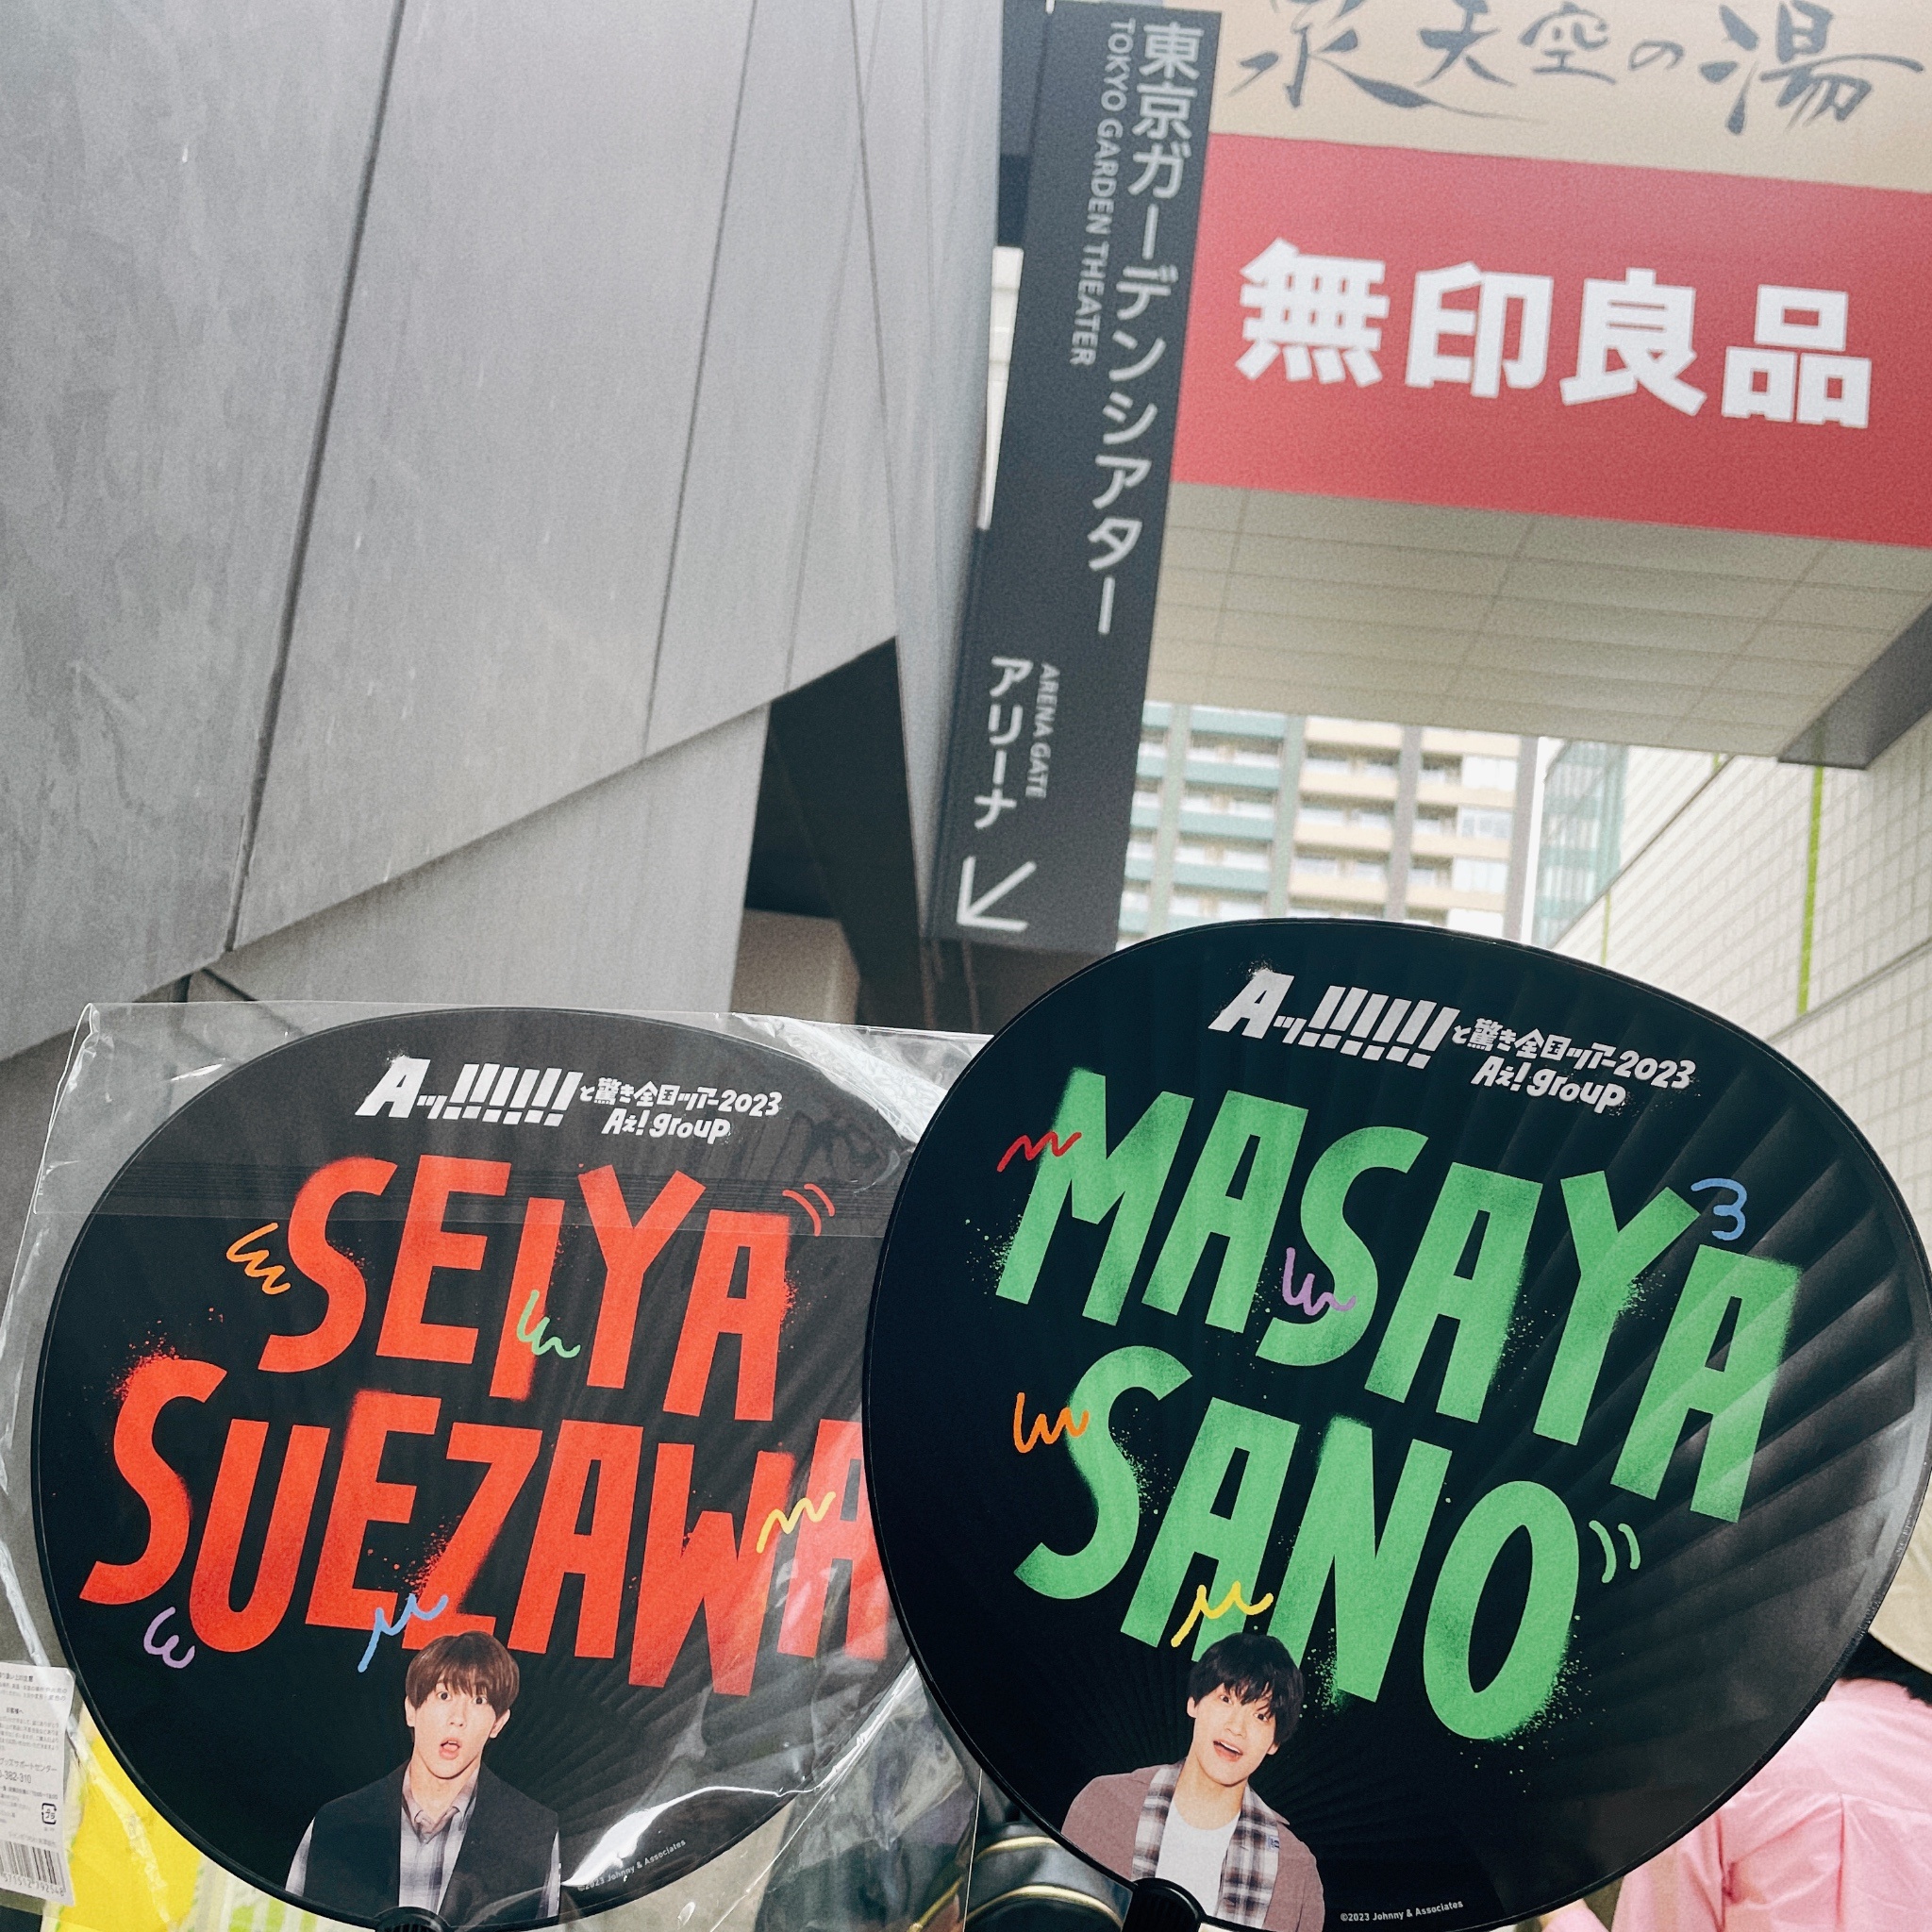 泉天空の湯
無印良品
東京ガーデンシアター
TOKYO GARDEN THEATER
ARENA GATE
アリーナ
Aッ!!!!!!!と驚き全国ツアー2023
Aぇ! group
SEIYA
SUEZAWA
©2023 Johnny & Associates
Aッ!!!!!!!と驚き全国ツアー2023
Aぇ! group
MASAYA
SANO
©2023 Johnny & Associates